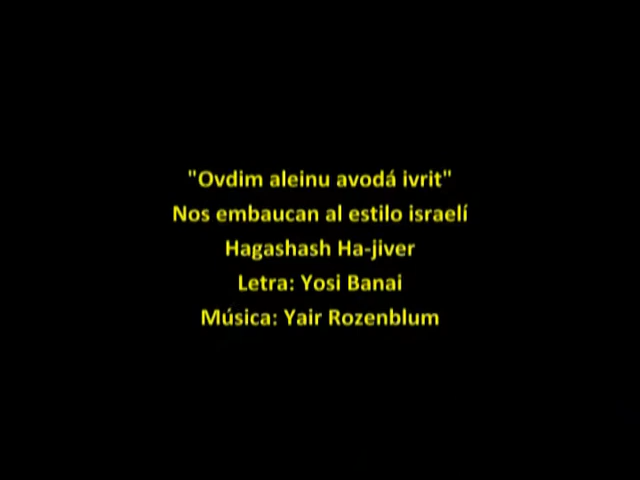 "Ovdim aleinu avodá ivrit"
Nos embaucan al estilo israelí
Hagashash Ha-jiver
Letra: Yosi Banai
Música: Yair Rozenblum